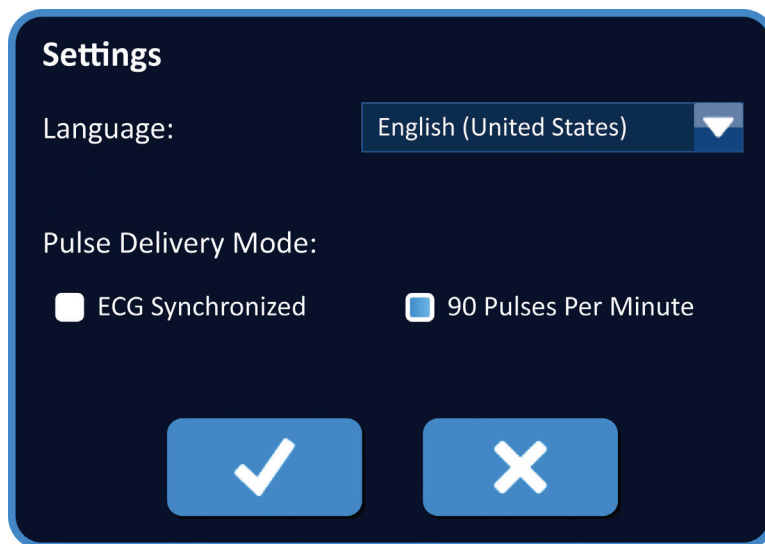 Settings
Language: English (United States)
Pulse Delivery Mode:
ECG Synchronized 90 Pulses Per Minute